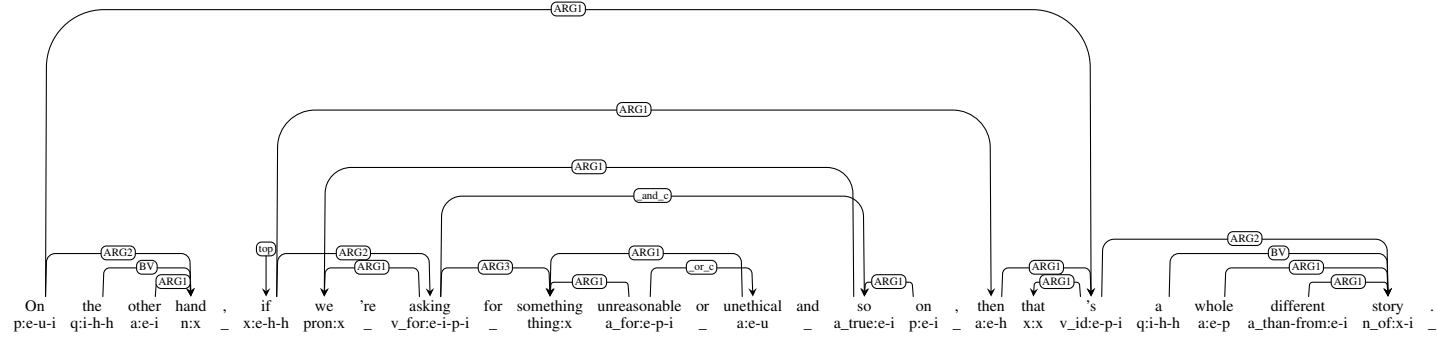 ARG1
ARG1
ARG1
_and_c
top
ARG2 ARG2 ARG1 ARG2
BV ARG1 ARG3 _or_c BV
ARG1 ARG1 ARG1 ARG1 ARG1 ARG1 ARG1
On the other hand , if we 're asking for something unreasonable or unethical and so on , then that 's a whole different story .
p:e-u-i q:i-h-h a:e-i n:x _ x:e-h-h pron:x _ v_for:e-i-p-i _ thing:x a_for:e-p-i _ a:e-u _ a_true:e-i p:e-i _ a:e-h x:x v_id:e-p-i q:i-h-h a:e-p a_than-from:e-i n_of:x-i _